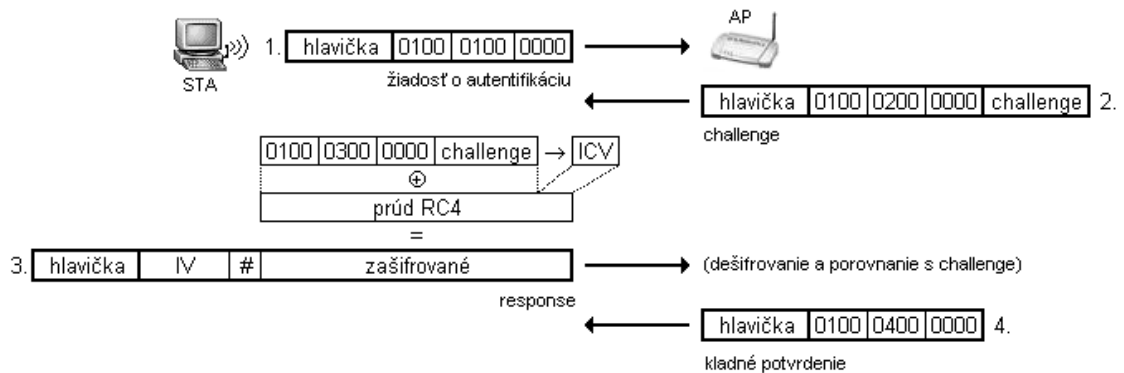 AP
1. hlavička 0100 0100 0000
STA
žiadosť o autentifikáciu
hlavička 0100 0200 0000 challenge 2.
challenge
0100 0300 0000 challenge → ICV
⊕
prúd RC4
=
3. hlavička IV # zašifrované
(dešifrovanie a porovnanie s challenge)
response
hlavička 0100 0400 0000 4.
kladné potvrdenie